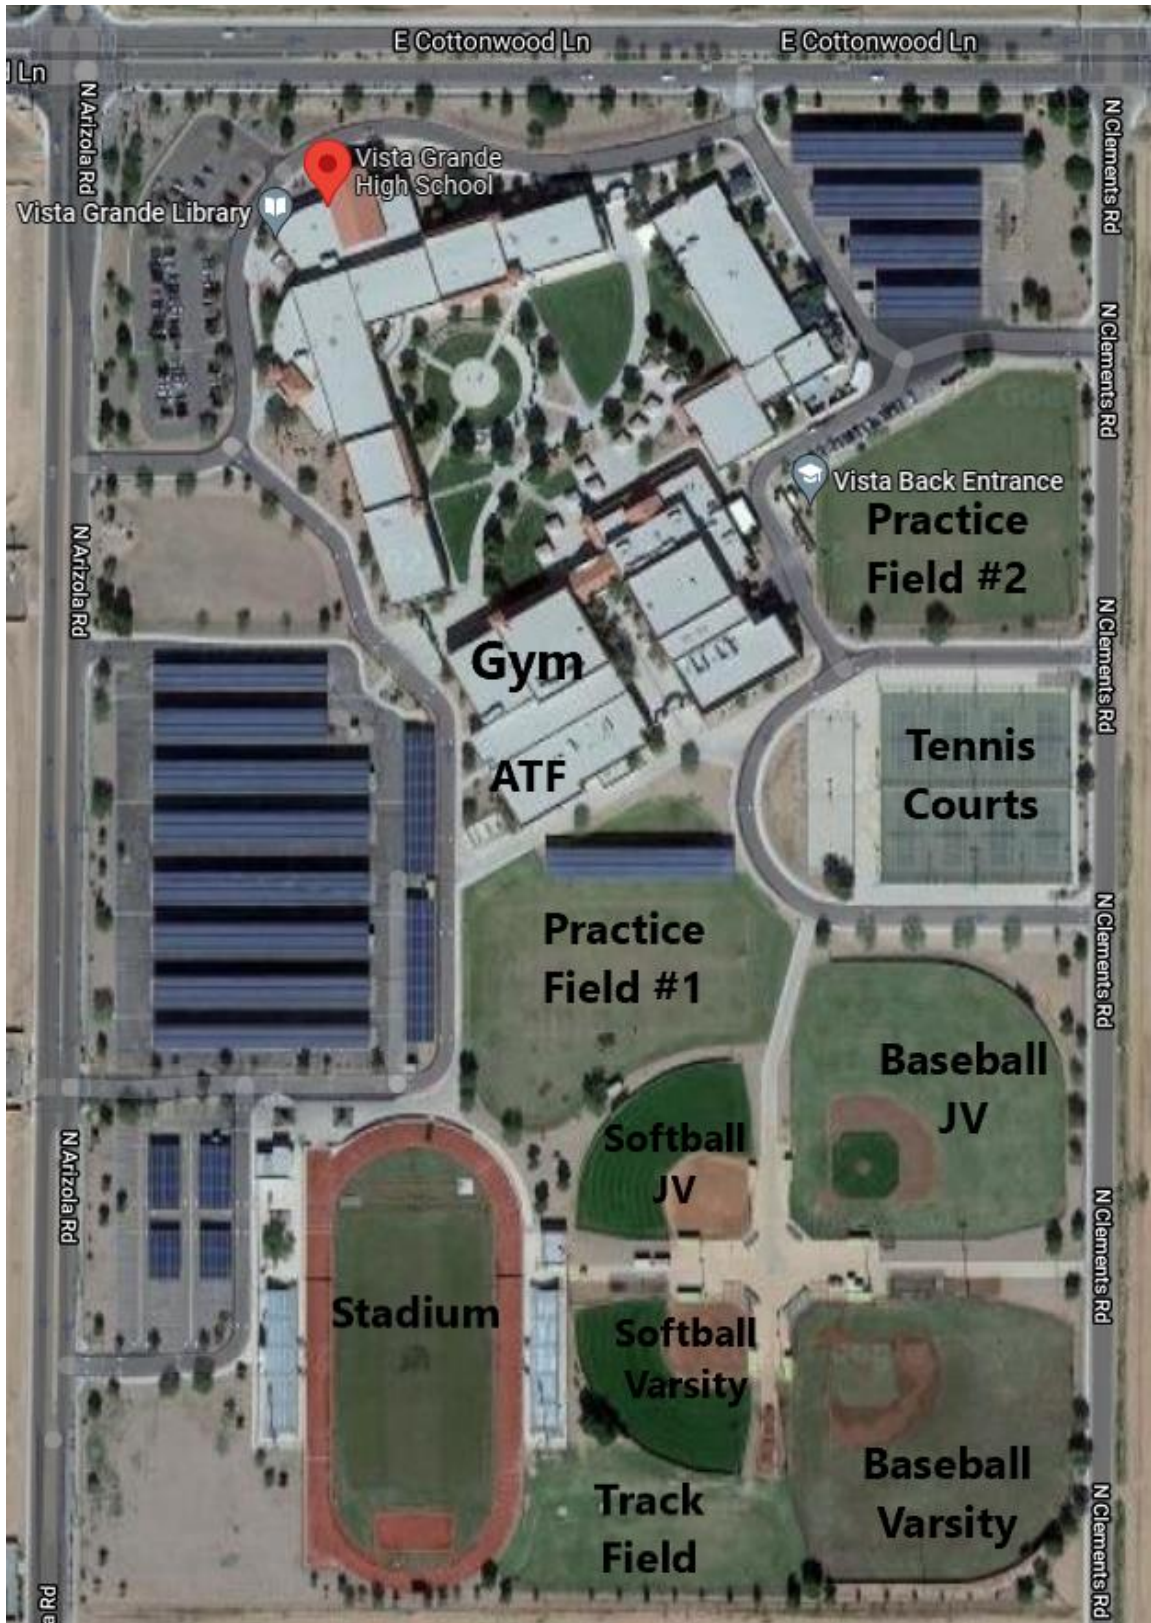 E Cottonwood Ln
E Cottonwood Ln
Ln
N Arizola Rd
N Clements Rd
Vista Grande
High School
Vista Grande Library
N Clements Rd
Vista Back Entrance
Practice
Field #2
N Arizola Rd
N Clements Rd
Gym
Tennis
Courts
ATF
Practice
Field #1
N Clements Rd
Baseball
JV
Softball
JV
N Arizola Rd
N Clements Rd
Stadium
Softball
Varsity
Baseball
Varsity
Track
Field
N Clements Rd
Rd